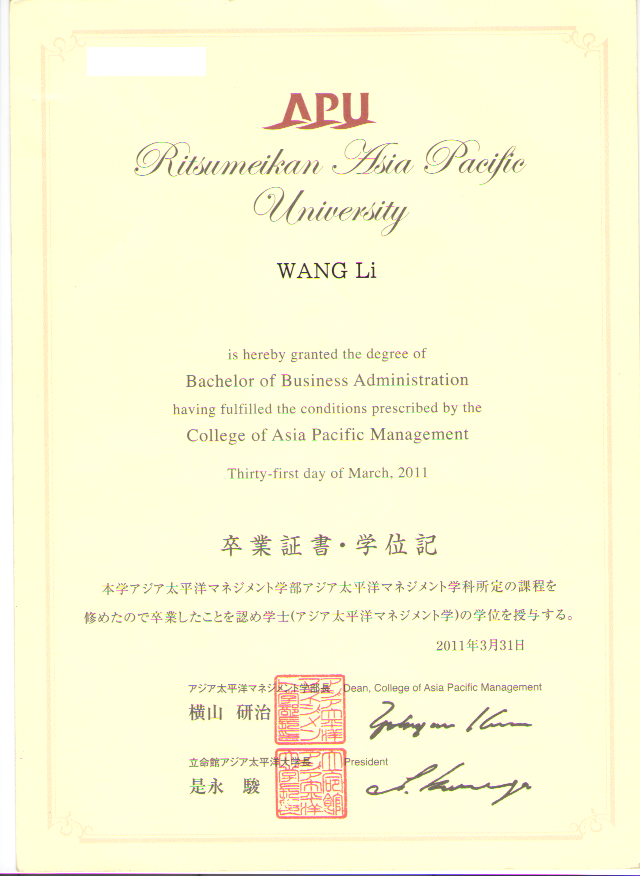 APU
Ritsumeikan Asia Pacific
University
WANG Li
is hereby granted the degree of
Bachelor of Business Administration
having fulfilled the conditions prescribed by the
College of Asia Pacific Management
Thirty-first day of March, 2011
卒業証書・学位記
本学アジア太平洋マネジメント学部アジア太平洋マネジメント学科所定の課程を
修めたので卒業したことを認め学士(アジア太平洋マネジメント学)の学位を授与する。
2011年3月31日
アジア太平洋マネジメント学部長 Dean, College of Asia Pacific Management
横山 研治
立命館アジア太平洋大学長 President
是永 駿